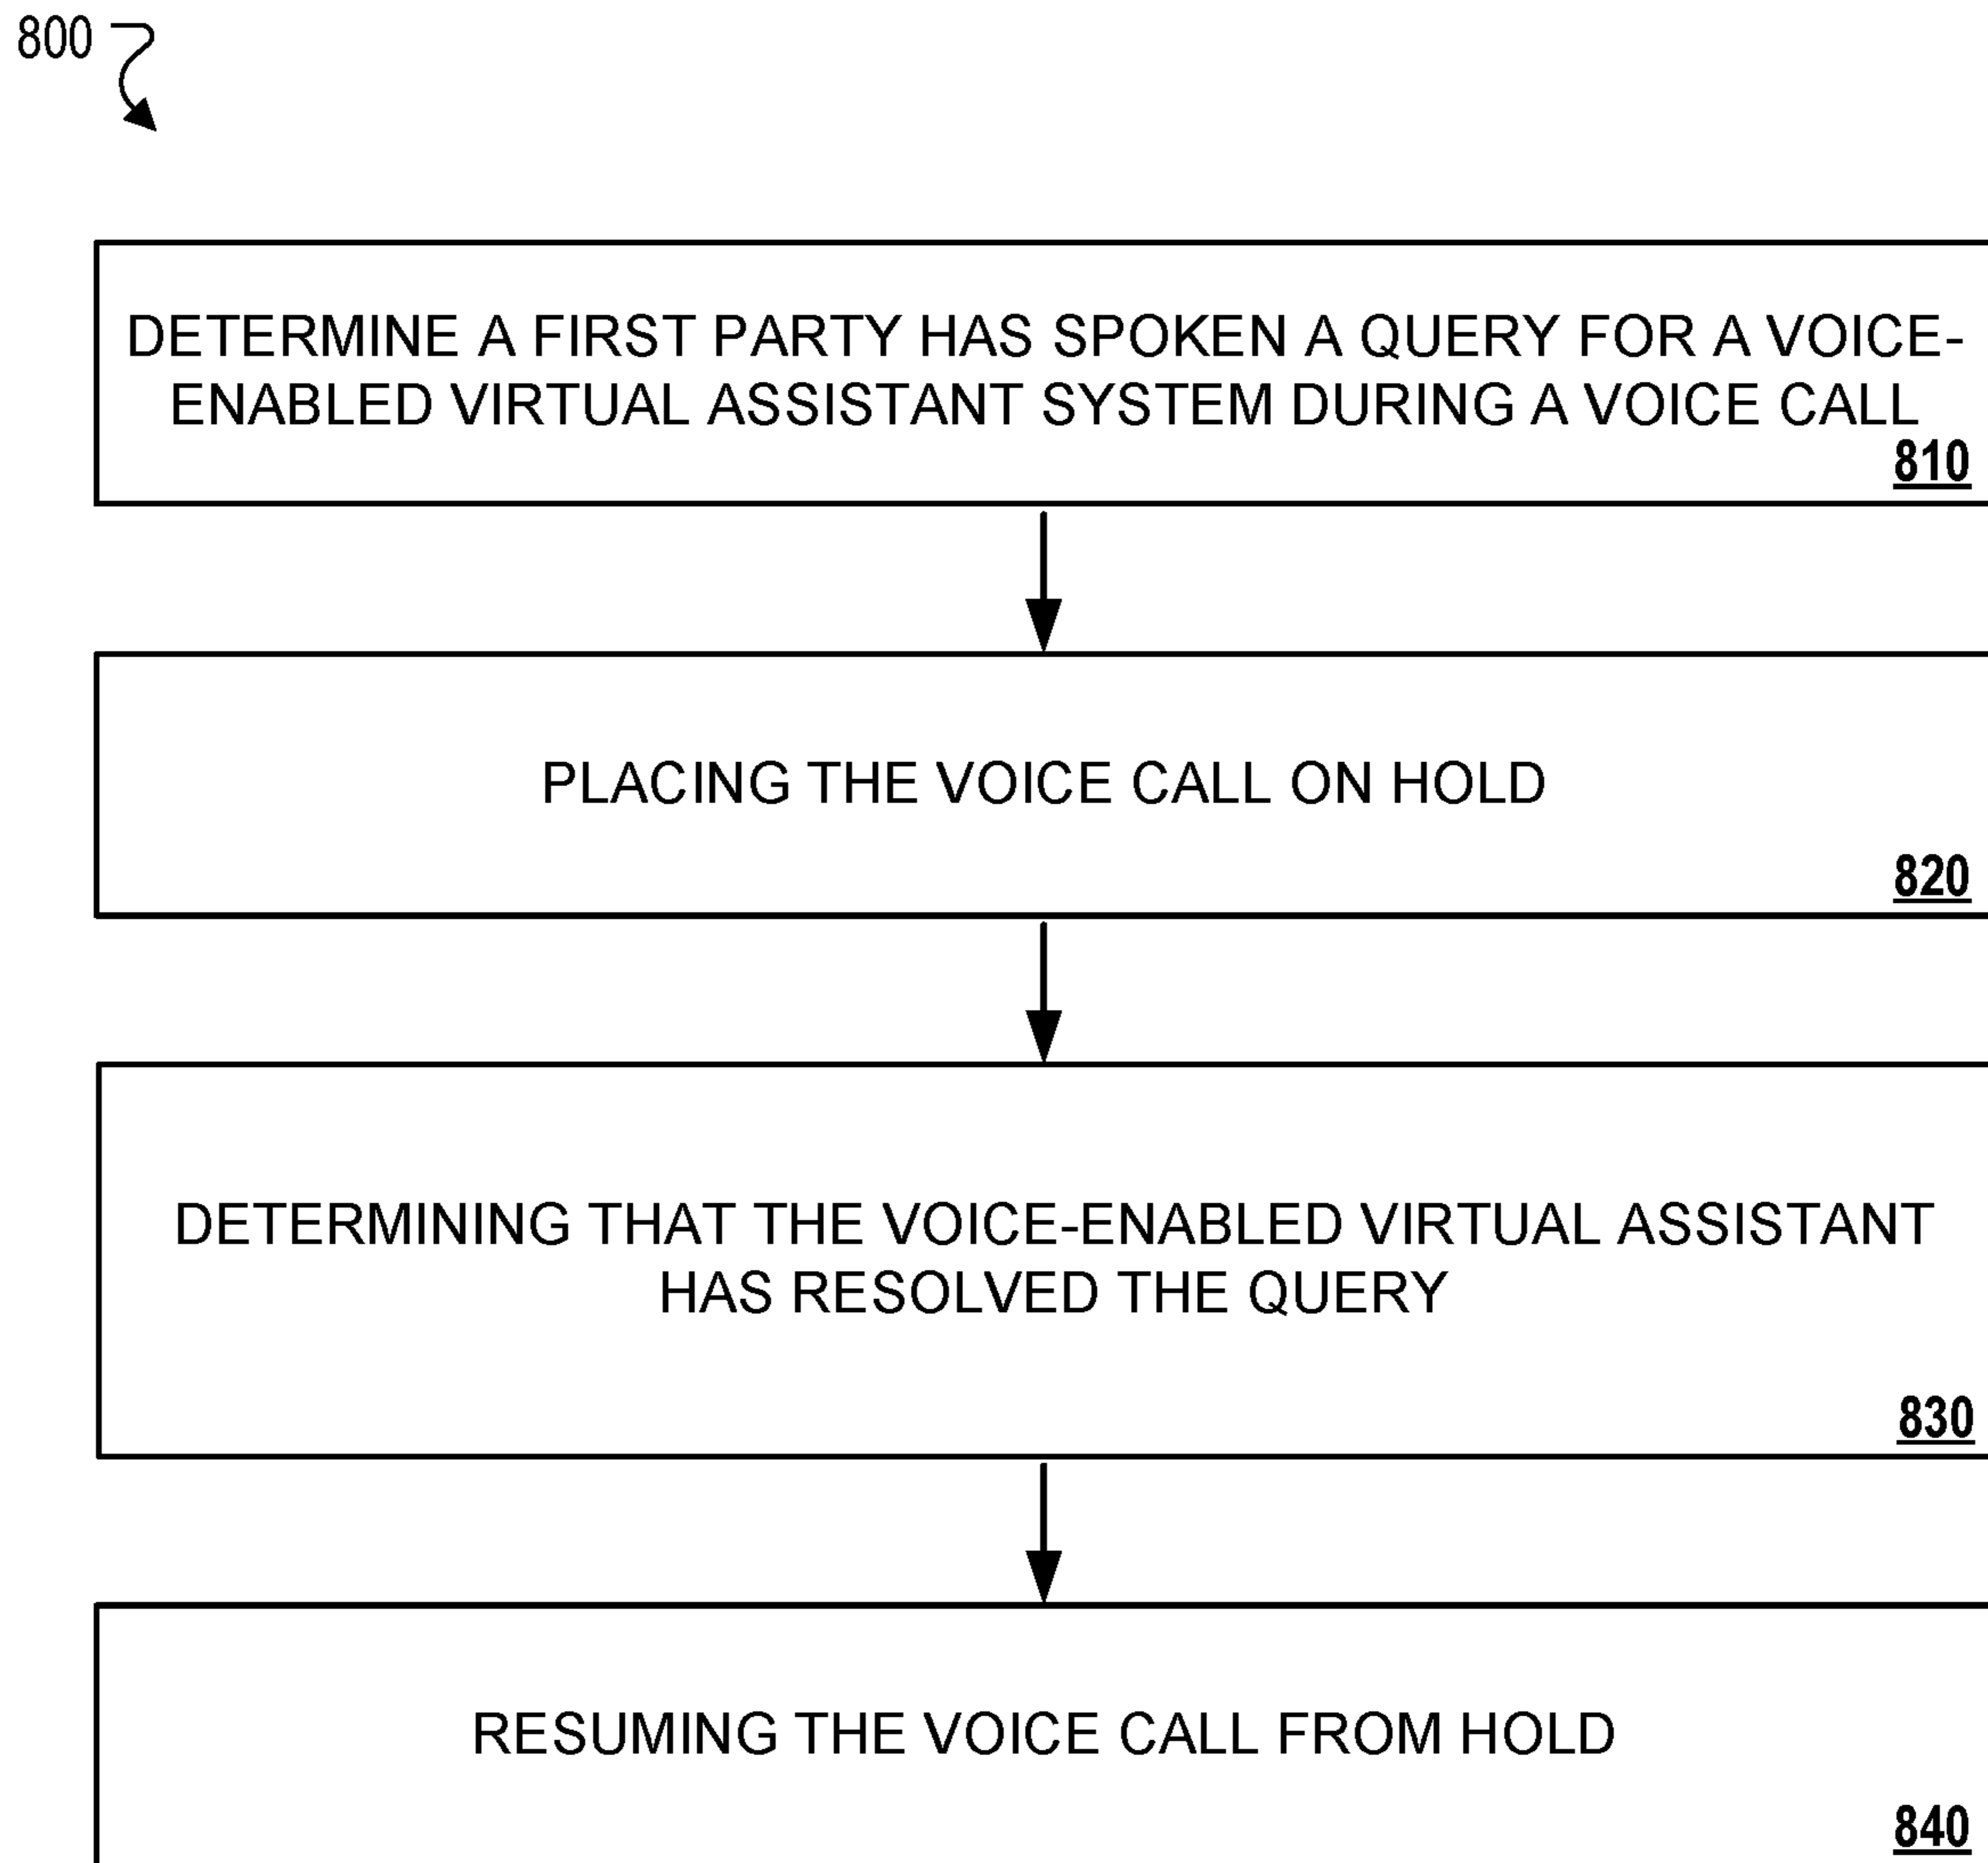 800
DETERMINE A FIRST PARTY HAS SPOKEN A QUERY FOR A VOICE-
ENABLED VIRTUAL ASSISTANT SYSTEM DURING A VOICE CALL
810
PLACING THE VOICE CALL ON HOLD
820
DETERMINING THAT THE VOICE-ENABLED VIRTUAL ASSISTANT
HAS RESOLVED THE QUERY
830
RESUMING THE VOICE CALL FROM HOLD
840